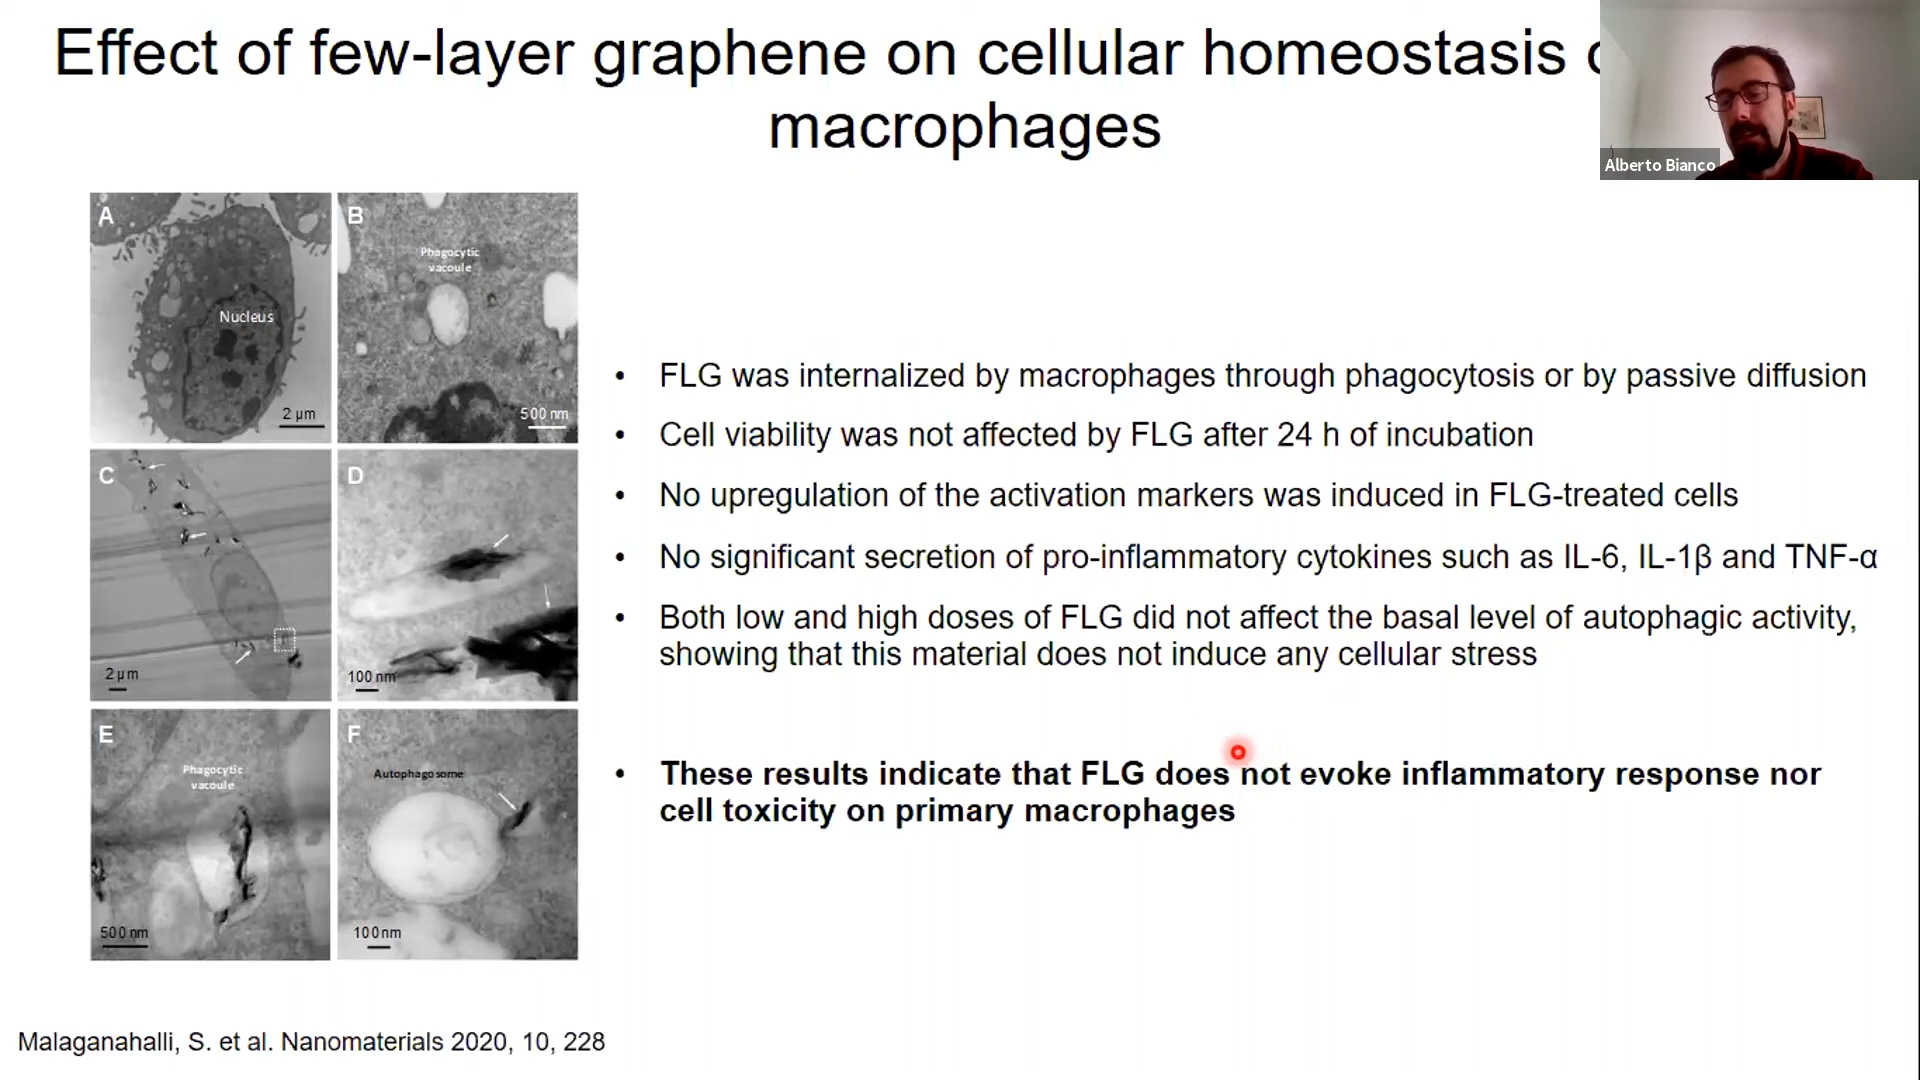 Effect of few-layer graphene on cellular homeostasis
macrophages
Alberto Bianco
A
Nucleus
2 µm
B
Phagocytic
vacoule
500 nm
C
2 µm
D
100 nm
E
Phagocytic
vacoule
500 nm
F
Autophagosome
100nm
• FLG was internalized by macrophages through phagocytosis or by passive diffusion
• Cell viability was not affected by FLG after 24 h of incubation
• No upregulation of the activation markers was induced in FLG-treated cells
• No significant secretion of pro-inflammatory cytokines such as IL-6, IL-1β and TNF-α
• Both low and high doses of FLG did not affect the basal level of autophagic activity,
showing that this material does not induce any cellular stress
• These results indicate that FLG does not evoke inflammatory response nor
cell toxicity on primary macrophages
Malaganahalli, S. et al. Nanomaterials 2020, 10, 228